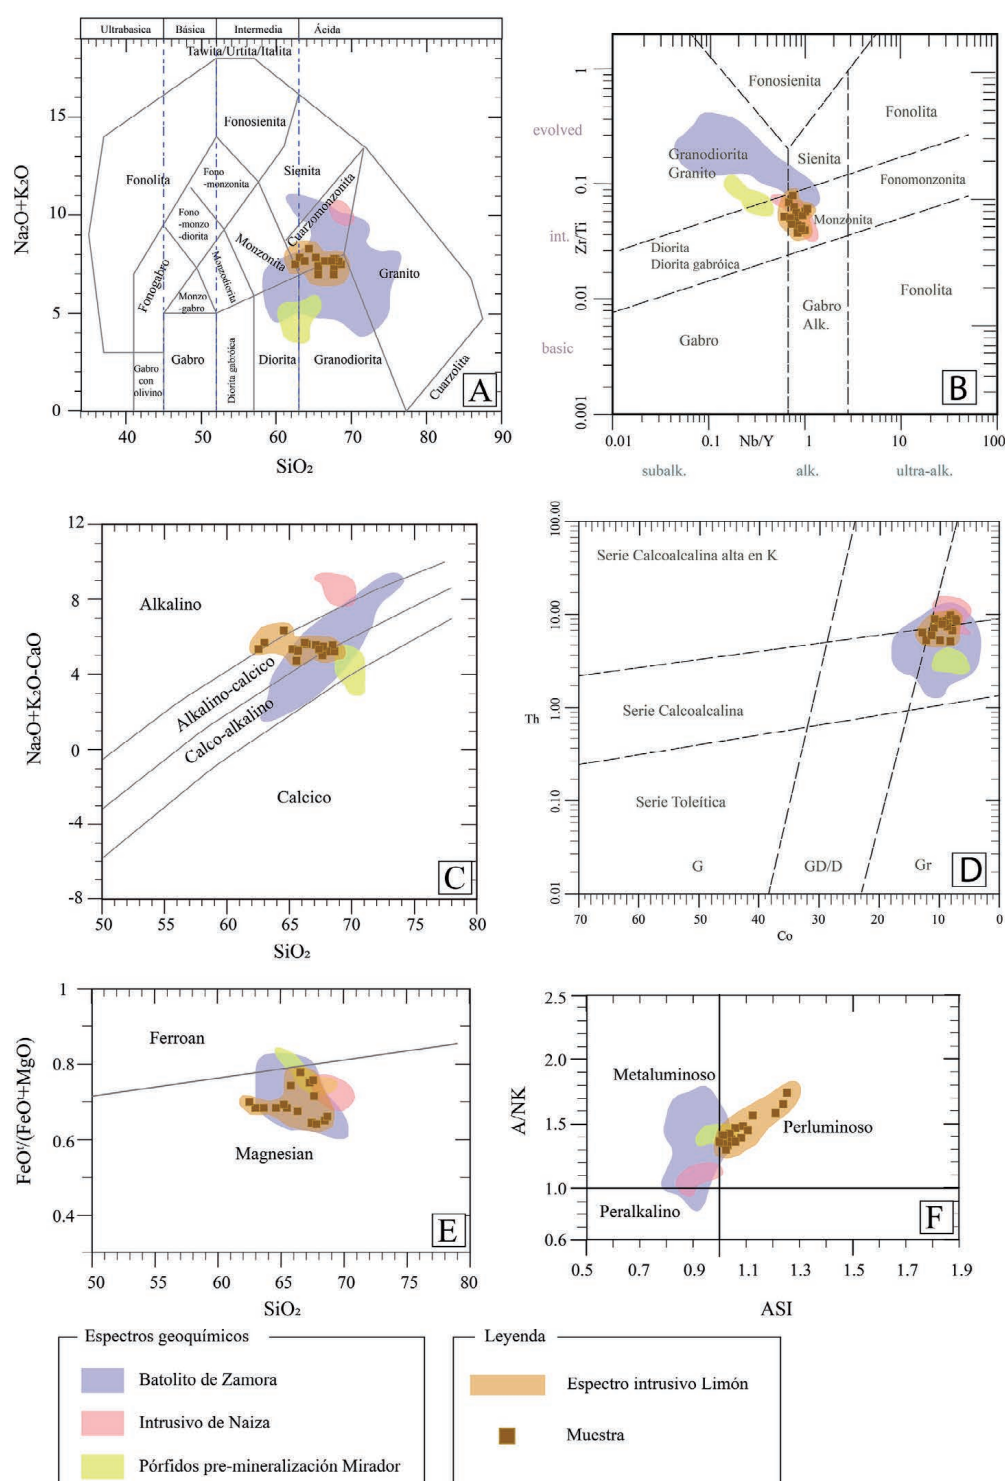 Ultrabasica Básica Intermedia Ácida
Tawita/Urtita/Italita
Fonosienita
Fonolita
Fono
-monzonita
Sienita
Cuarzomonzonita
Fono
-monzo
-diorita
Monzonita
Monzodiorita
Granito
Fonogabro
Monzo
-gabro
Gabro
Gabro
con
olivino
Diorita gabróica
Diorita
Granodiorita
Cuarzolita
A
Na₂O+K₂O
15
10
5
0
40 50 60 70 80 90
SiO₂
B
Fonosienita
Fonolita
evolved
Granodiorita
Granito
Sienita
Fonomonzonita
int.
Monzonita
Diorita
Diorita gabróica
Fonolita
Gabro
Alk.
basic
Gabro
Zr/Ti
1
0.1
0.01
0.001
0.01 0.1 Nb/Y 1 10 100
subalk. alk. ultra-alk.
Na₂O+K₂O-CaO
12
8
4
0
-4
-8
Alkalino
Alkalino-calcico
Calco-alkalino
Calcico
C
50 55 60 65 70 75 80
SiO₂
Th
100.00
10.00
1.00
0.10
0.01
Serie Calcoalcalina alta en K
Serie Calcoalcalina
Serie Toleítica
G GD/D Gr
D
70 60 50 40 30 20 10 0
Co
FeOᵗ/(FeOᵗ+MgO)
1
0.8
0.6
0.4
Ferroan
Magnesian
E
50 55 60 65 70 75 80
SiO₂
A/NK
2.5
2.0
1.5
1.0
0.6
Metaluminoso
Perluminoso
Peralkalino
F
0.5 0.9 1.1 1.3 1.5 1.7 1.9
ASI
Espectros geoquímicos
Batolito de Zamora
Intrusivo de Naiza
Pórfidos pre-mineralización Mirador
Leyenda
Espectro intrusivo Limón
Muestra